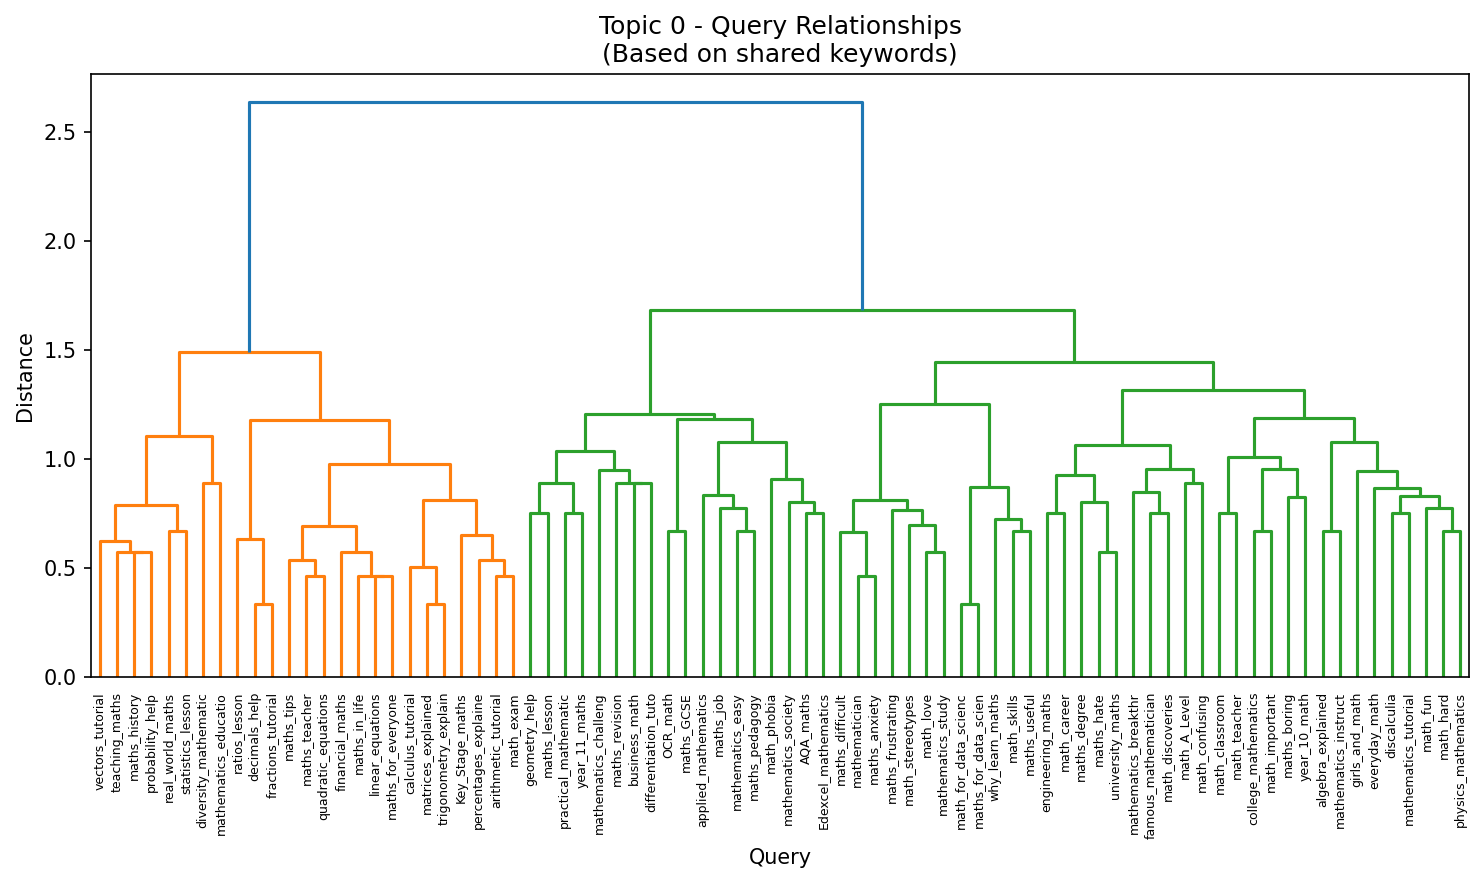 Topic 0 - Query Relationships
(Based on shared keywords)
Distance
2.5
2.0
1.5
1.0
0.5
0.0
vectors_tutorial
teaching_maths
maths_history
probability_help
real_world_maths
statistics_lesson
diversity_mathematic
mathematics_educatio
ratios_lesson
decimals_help
fractions_tutorial
maths_tips
maths_teacher
quadratic_equations
financial_maths
maths_in_life
linear_equations
maths_for_everyone
calculus_tutorial
matrices_explained
trigonometry_explain
Key_Stage_maths
percentages_explaine
arithmetic_tutorial
math_exam
geometry_help
maths_lesson
practical_mathematic
year_11_maths
mathematics_challeng
maths_revision
business_math
differentiation_tuto
OCR_math
maths_GCSE
applied_mathematics
maths_job
mathematics_easy
maths_pedagogy
math_phobia
mathematics_society
AQA_maths
Edexcel_mathematics
maths_difficult
mathematician
maths_anxiety
maths_frustrating
math_stereotypes
math_love
mathematics_study
math_for_data_scienc
maths_for_data_scien
why_learn_maths
math_skills
maths_useful
engineering_maths
math_career
maths_degree
maths_hate
university_maths
mathematics_breakthr
famous_mathematician
math_discoveries
math_A_Level
math_confusing
math_classroom
math_teacher
college_mathematics
math_important
maths_boring
year_10_math
algebra_explained
mathematics_instruct
girls_and_math
everyday_math
discalculia
mathematics_tutorial
math_fun
math_hard
physics_mathematics
Query